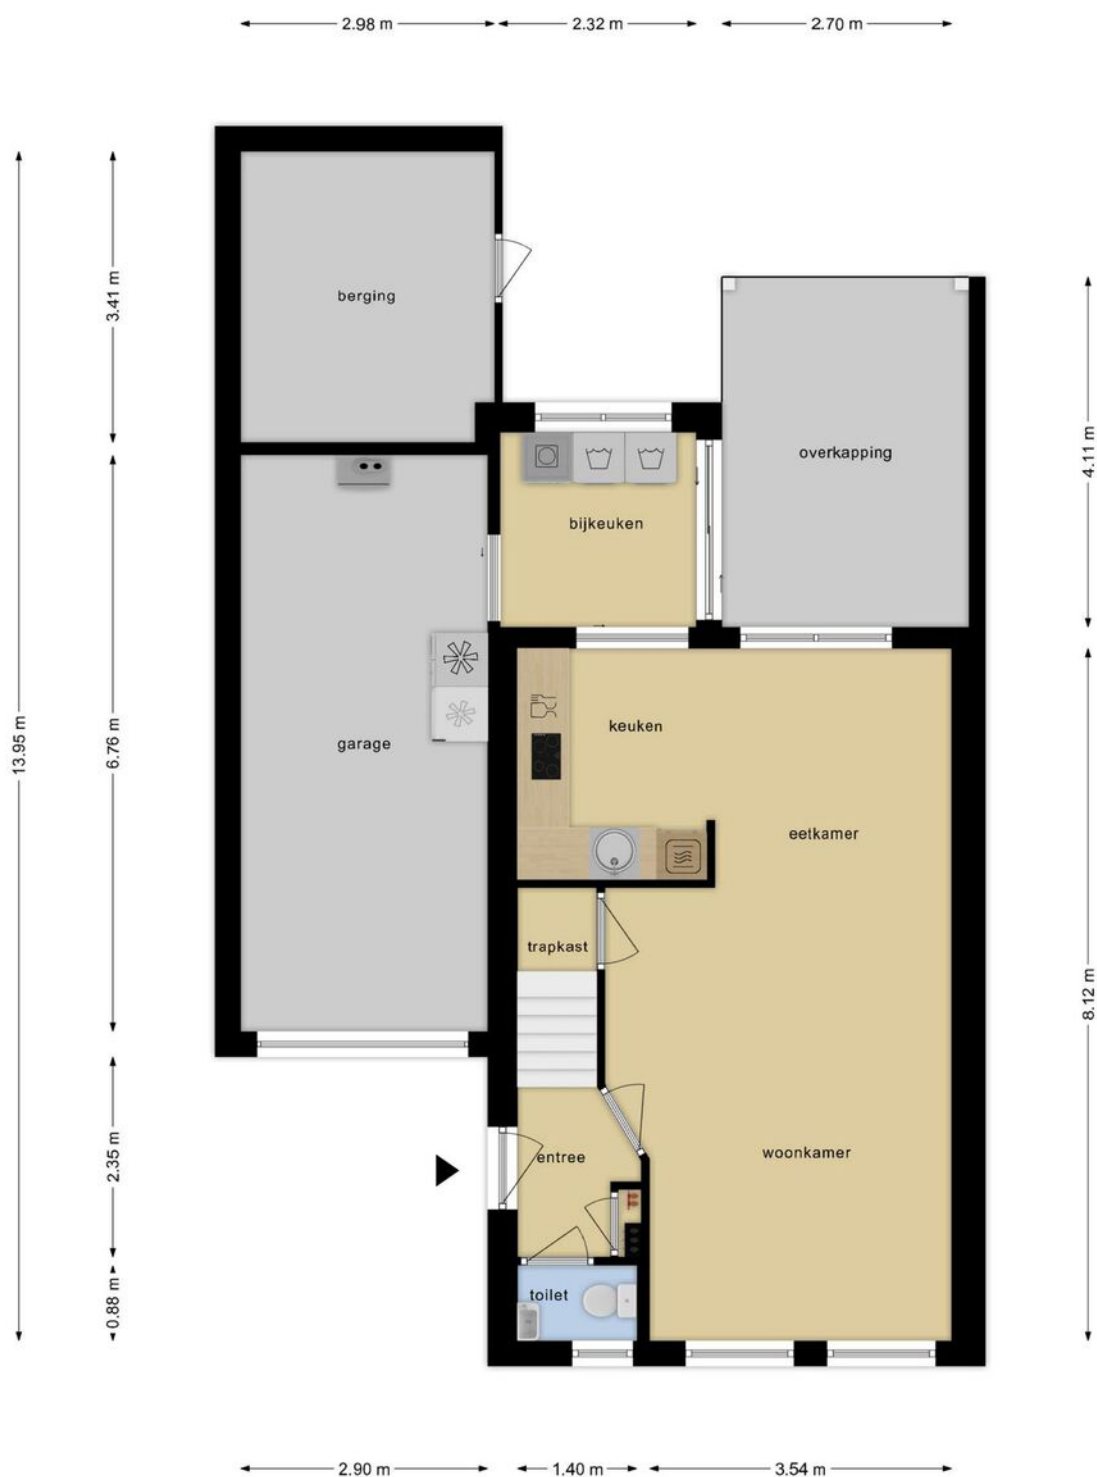 2.98 m
2.32 m
2.70 m
berging
3.41 m
overkapping
4.11 m
bijkeuken
keuken
garage
13.95 m
6.76 m
eetkamer
trapkast
8.12 m
2.35 m
entree
woonkamer
toilet
0.88 m
2.90 m
1.40 m
3.54 m